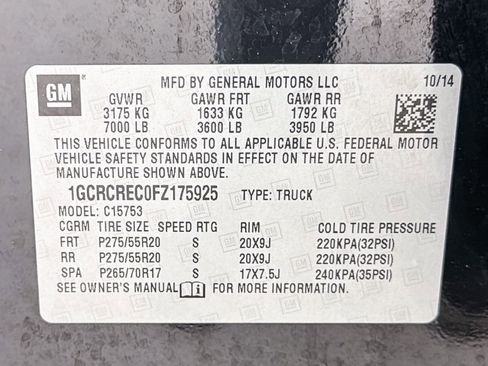 MFD BY GENERAL MOTORS LLC 10/14
GM
GVWR GAWR FRT GAWR RR
3175 KG 1633 KG 1792 KG
7000 LB 3600 LB 3950 LB
THIS VEHICLE CONFORMS TO ALL APPLICABLE U.S. FEDERAL MOTOR
VEHICLE SAFETY STANDARDS IN EFFECT ON THE DATE OF
MANUFACTURE SHOWN ABOVE.
1GCRCREC0FZ175925 TYPE: TRUCK
MODEL: C15753
CGRM TIRE SIZE SPEED RTG RIM COLD TIRE PRESSURE
FRT P275/55R20 S 20X9J 220KPA(32PSI)
RR P275/55R20 S 20X9J 220KPA(32PSI)
SPA P265/70R17 S 17X7.5J 240KPA(35PSI)
SEE OWNER'S MANUAL FOR MORE INFORMATION.